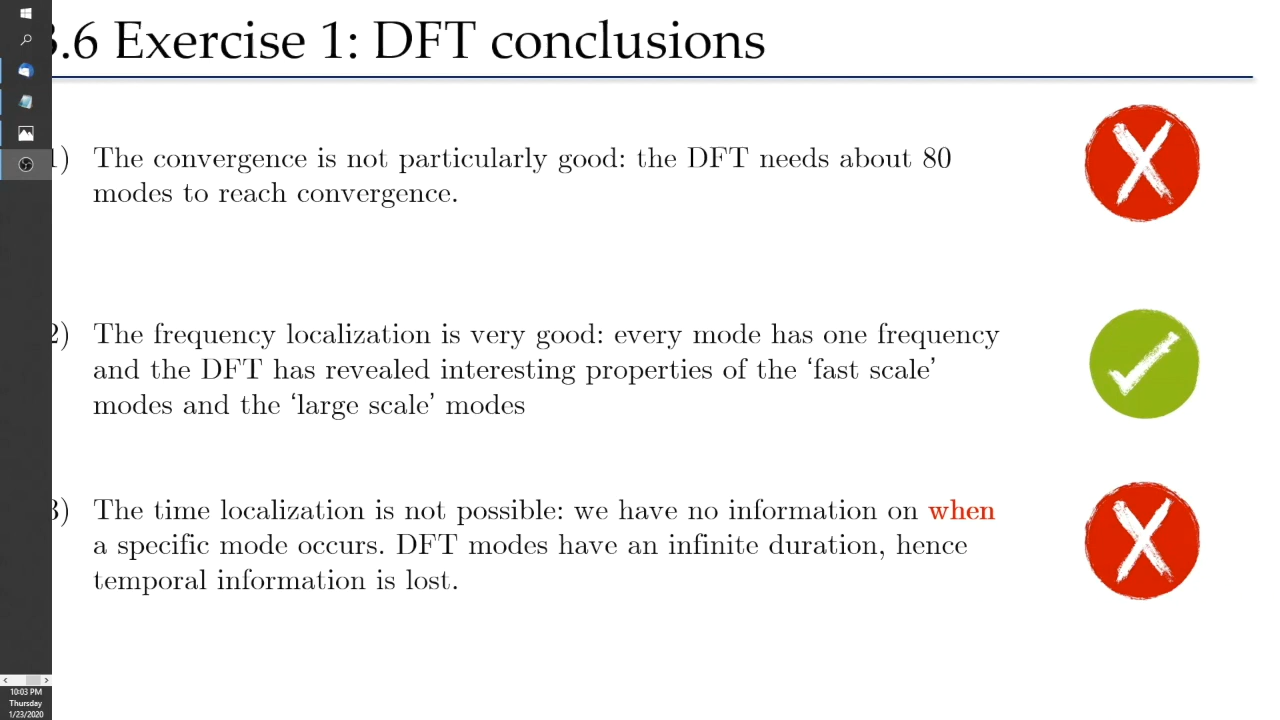 .6 Exercise 1: DFT conclusions
1) The convergence is not particularly good: the DFT needs about 80
modes to reach convergence.
2) The frequency localization is very good: every mode has one frequency
and the DFT has revealed interesting properties of the ‘fast scale’
modes and the ‘large scale’ modes
3) The time localization is not possible: we have no information on when
a specific mode occurs. DFT modes have an infinite duration, hence
temporal information is lost.
10:03 PM
Thursday
1/23/2020